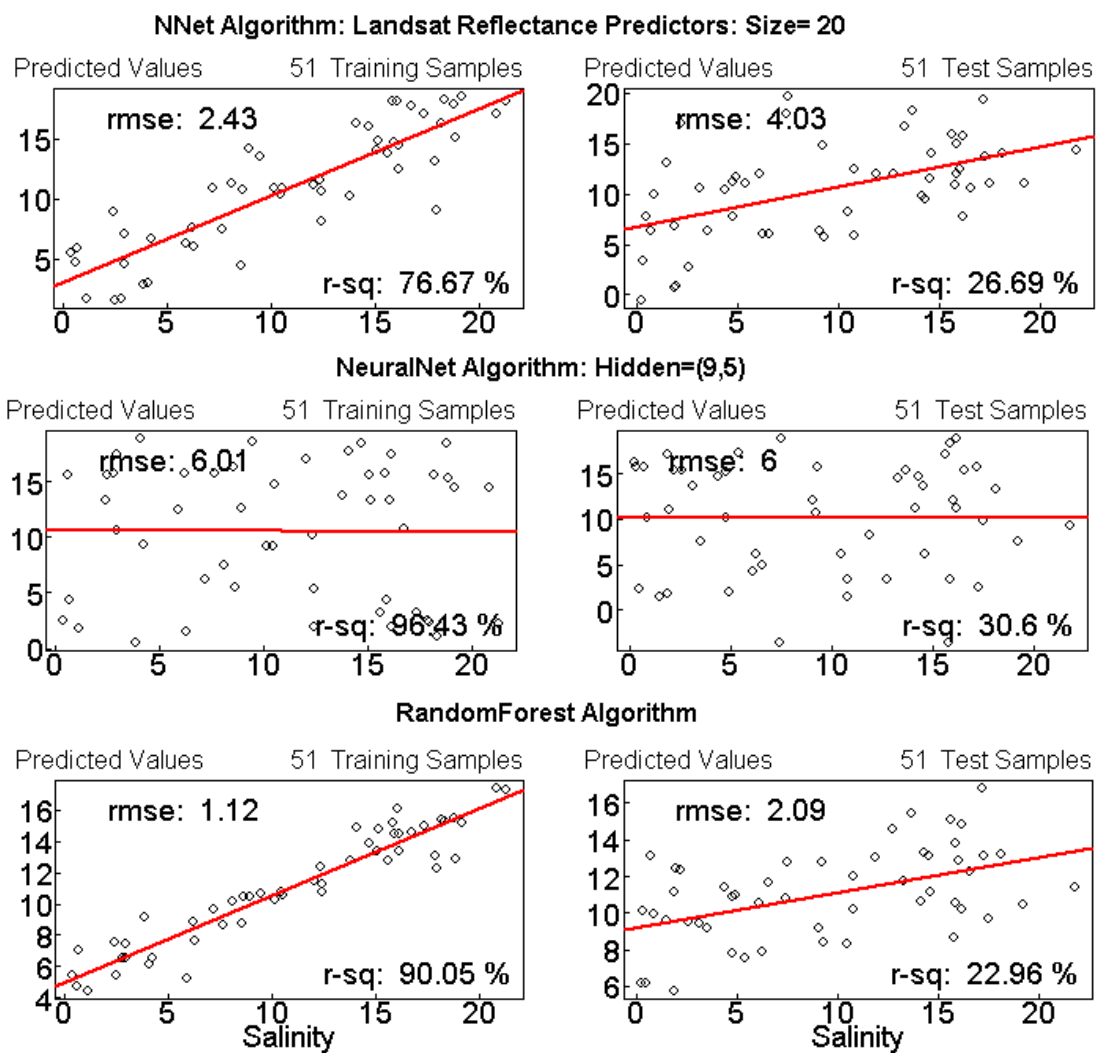 NNet Algorithm: Landsat Reflectance Predictors: Size= 20
Predicted Values 51 Training Samples
rmse: 2.43
r-sq: 76.67 %
15
10
5
0 5 10 15 20
Predicted Values 51 Test Samples
rmse: 4.03
r-sq: 26.69 %
20
15
10
5
0
0 5 10 15 20
NeuralNet Algorithm: Hidden=(9,5)
Predicted Values 51 Training Samples
rmse: 6.01
r-sq: 96.43 %
15
10
5
0
0 5 10 15 20
Predicted Values 51 Test Samples
rmse: 6
r-sq: 30.6 %
15
10
5
0
0 5 10 15 20
RandomForest Algorithm
Predicted Values 51 Training Samples
rmse: 1.12
r-sq: 90.05 %
16
14
12
10
8
6
4
0 5 10 15 20
Salinity
Predicted Values 51 Test Samples
rmse: 2.09
r-sq: 22.96 %
16
14
12
10
8
6
0 5 10 15 20
Salinity